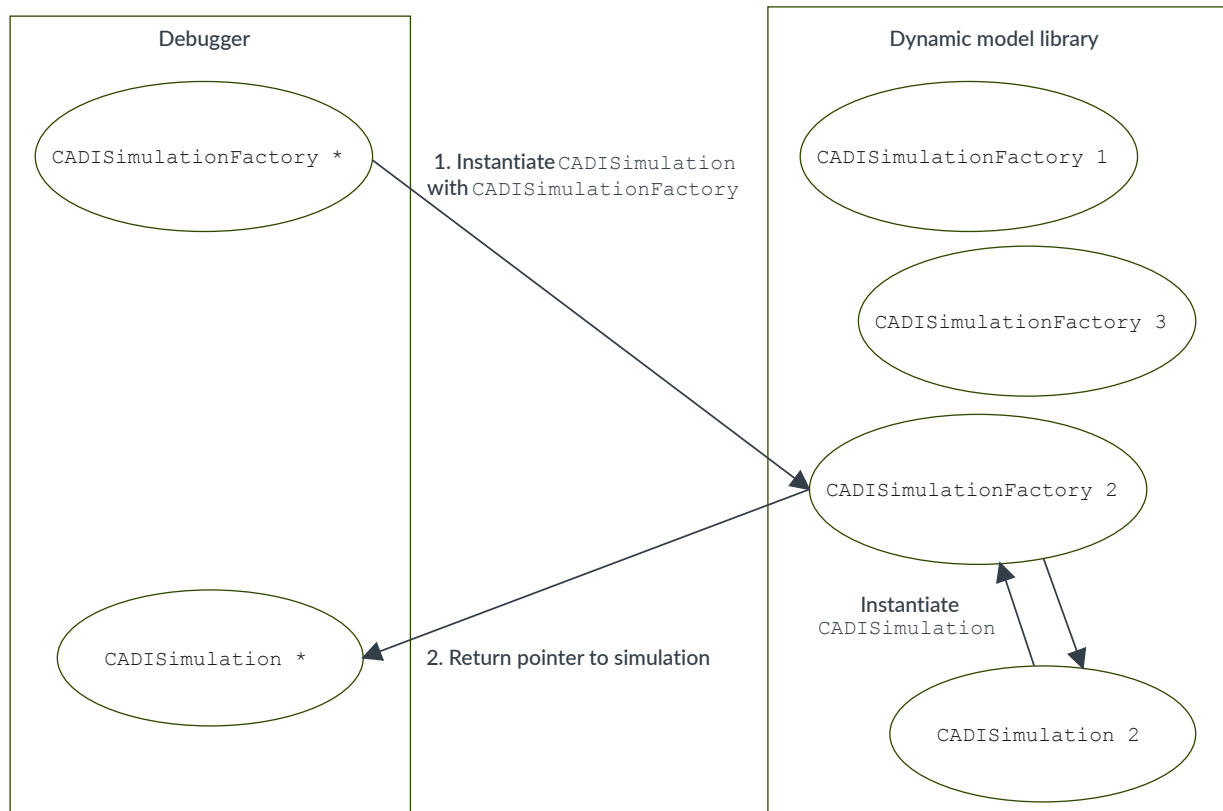 Debugger
Dynamic model library
CADISimulationFactory *
1. Instantiate CADISimulation
with CADISimulationFactory
CADISimulationFactory 1
CADISimulationFactory 3
CADISimulationFactory 2
Instantiate
CADISimulation
CADISimulation *
2. Return pointer to simulation
CADISimulation 2